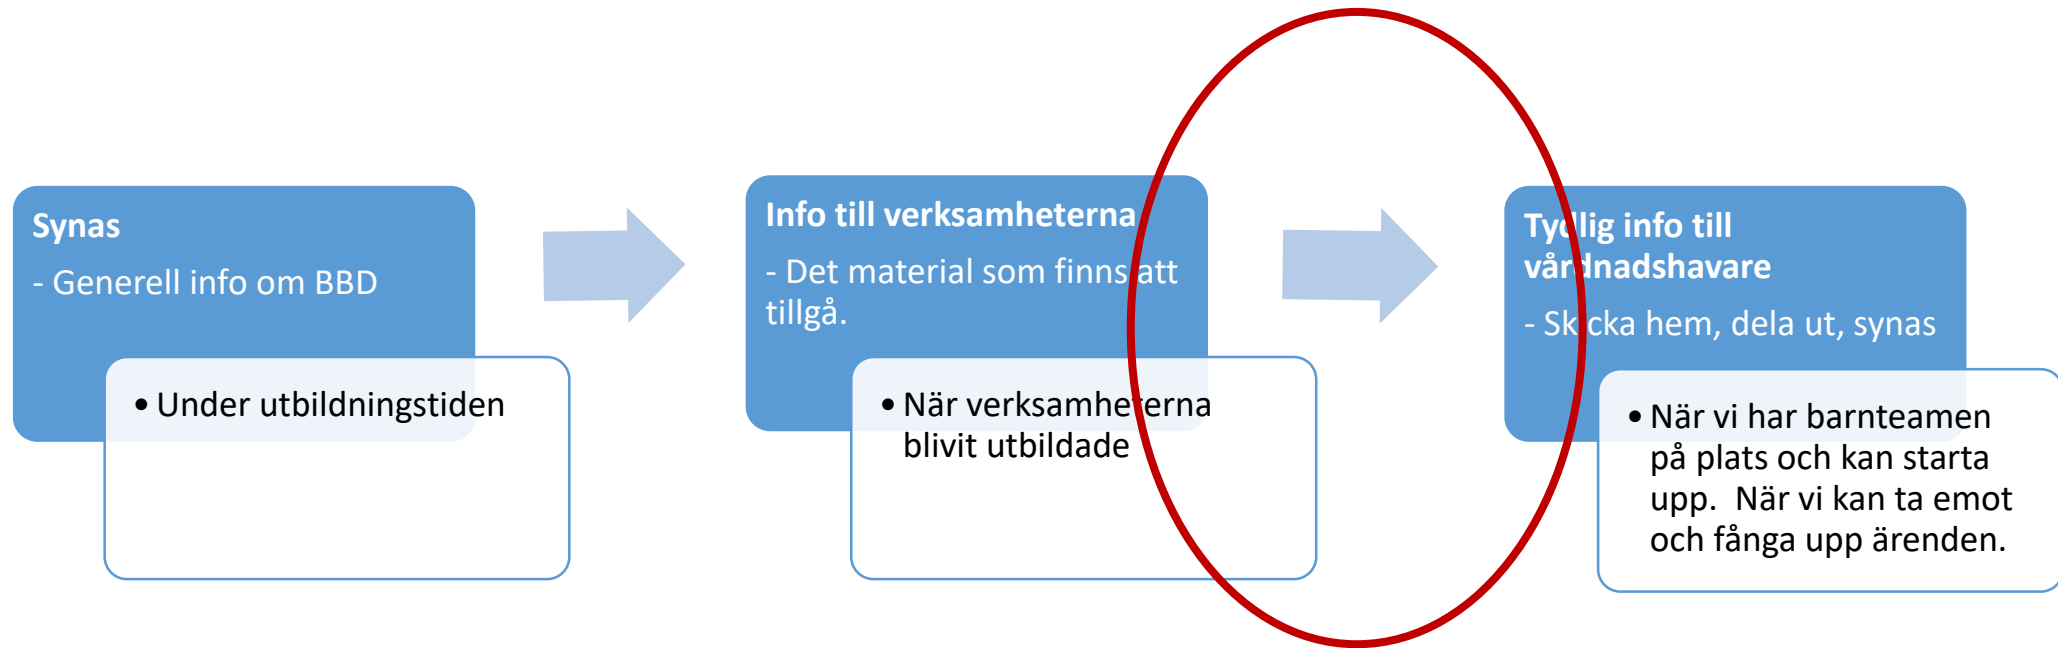 Synas
- Generell info om BBD
• Under utbildningstiden
Info till verksamheterna
- Det material som finns att
tillgå.
• När verksamheterna
blivit utbildade
Tydlig info till
vårdnadshavare
- Skicka hem, dela ut, synas
• När vi har barnteamen
på plats och kan starta
upp.  När vi kan ta emot
och fånga upp ärenden.